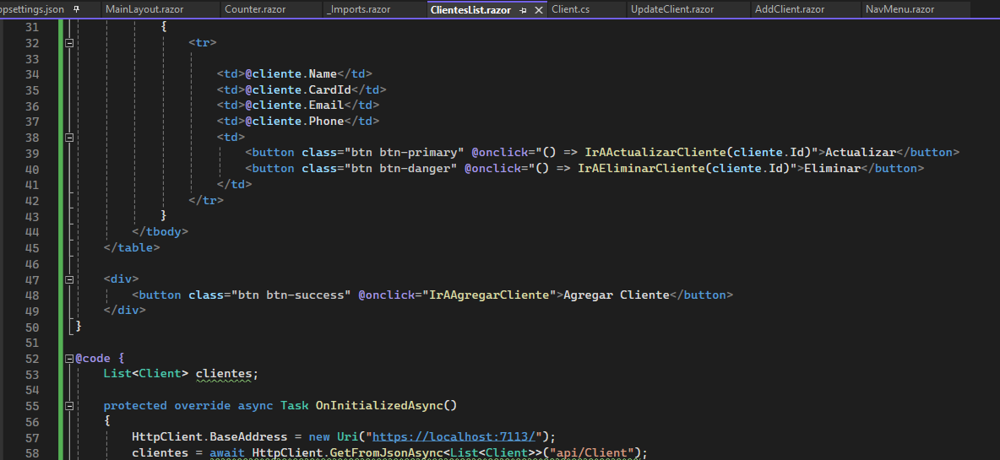 ppsettings.json MainLayout.razor Counter.razor _Imports.razor ClientesList.razor Client.cs UpdateClient.razor AddClient.razor NavMenu.razor
31 {
32 <tr>
33
34 <td>@cliente.Name</td>
35 <td>@cliente.CardId</td>
36 <td>@cliente.Email</td>
37 <td>@cliente.Phone</td>
38 <td>
39 <button class="btn btn-primary" @onclick="() => IrAActualizarCliente(cliente.Id)">Actualizar</button>
40 <button class="btn btn-danger" @onclick="() => IrAEliminarCliente(cliente.Id)">Eliminar</button>
41 </td>
42 </tr>
43 }
44 </tbody>
45 </table>
46
47 <div>
48 <button class="btn btn-success" @onclick="IrAAgregarCliente">Agregar Cliente</button>
49 </div>
50 }
51
52 @code {
53 List<Client> clientes;
54
55 protected override async Task OnInitializedAsync()
56 {
57 HttpClient.BaseAddress = new Uri("https://localhost:7113/");
58 clientes = await HttpClient.GetFromJsonAsync<List<Client>>("api/Client");